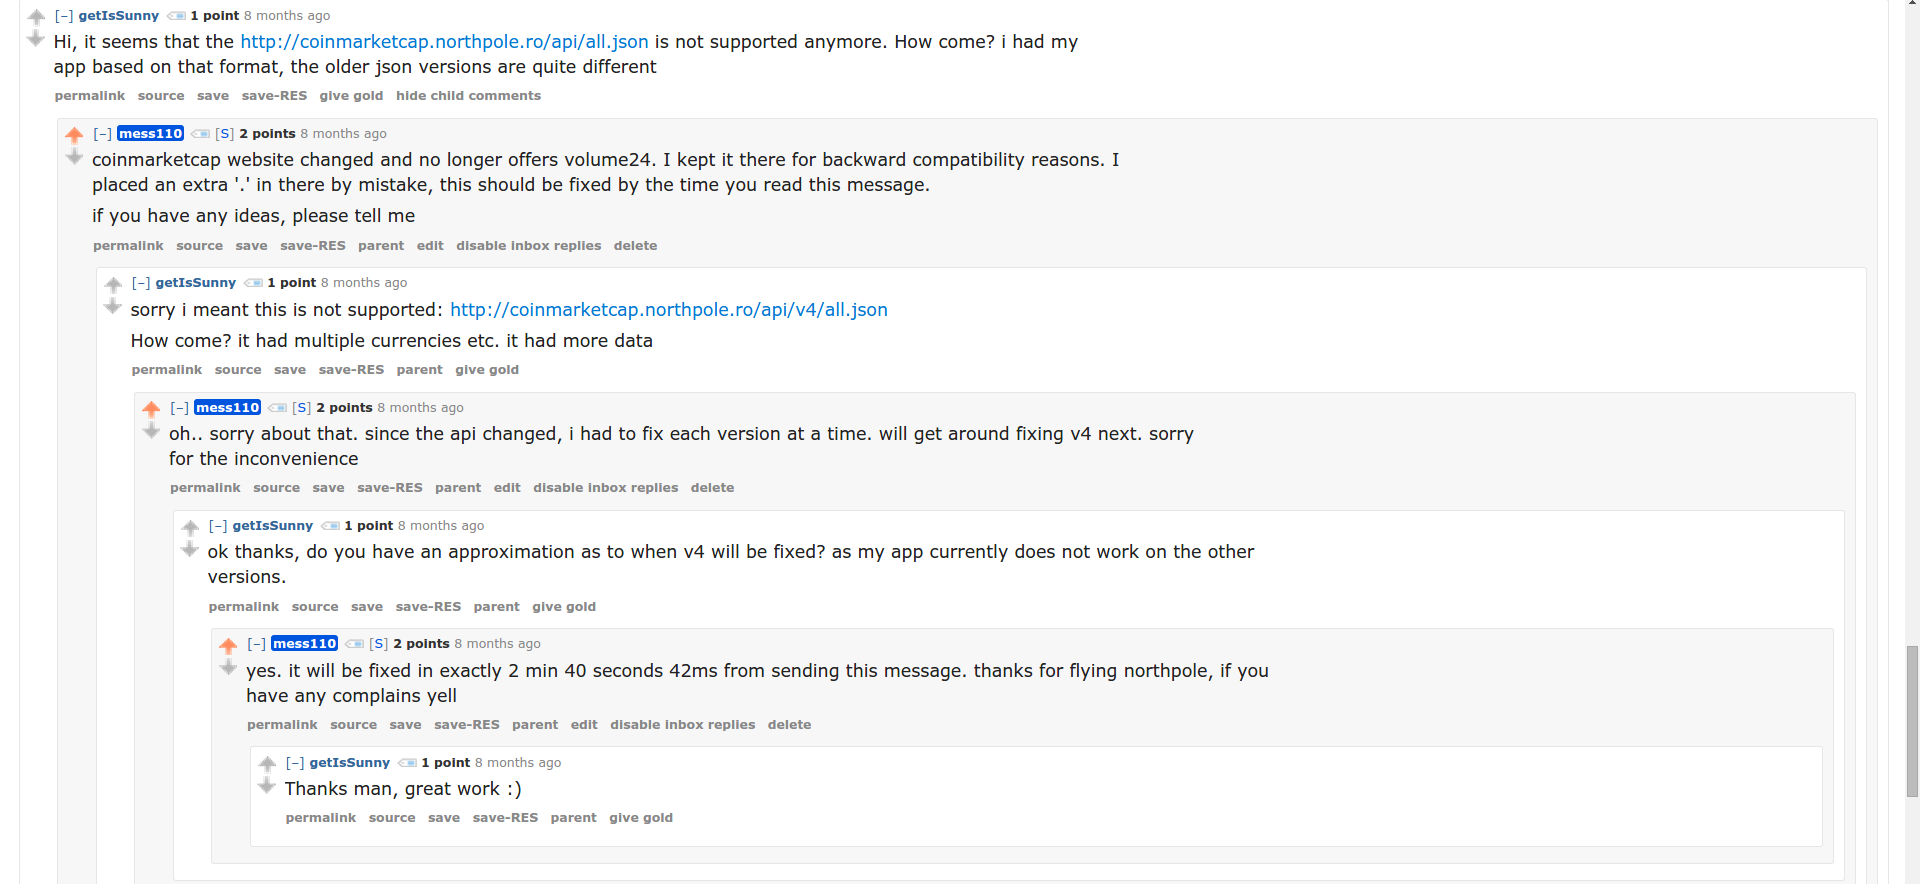 [–] getIsSunny 1 point 8 months ago
Hi, it seems that the http://coinmarketcap.northpole.ro/api/all.json is not supported anymore. How come? i had my
app based on that format, the older json versions are quite different
permalink source save save-RES give gold hide child comments
[–] mess110 [S] 2 points 8 months ago
coinmarketcap website changed and no longer offers volume24. I kept it there for backward compatibility reasons. I
placed an extra '.' in there by mistake, this should be fixed by the time you read this message.
if you have any ideas, please tell me
permalink source save save-RES parent edit disable inbox replies delete
[–] getIsSunny 1 point 8 months ago
sorry i meant this is not supported: http://coinmarketcap.northpole.ro/api/v4/all.json
How come? it had multiple currencies etc. it had more data
permalink source save save-RES parent give gold
[–] mess110 [S] 2 points 8 months ago
oh.. sorry about that. since the api changed, i had to fix each version at a time. will get around fixing v4 next. sorry
for the inconvenience
permalink source save save-RES parent edit disable inbox replies delete
[–] getIsSunny 1 point 8 months ago
ok thanks, do you have an approximation as to when v4 will be fixed? as my app currently does not work on the other
versions.
permalink source save save-RES parent give gold
[–] mess110 [S] 2 points 8 months ago
yes. it will be fixed in exactly 2 min 40 seconds 42ms from sending this message. thanks for flying northpole, if you
have any complains yell
permalink source save save-RES parent edit disable inbox replies delete
[–] getIsSunny 1 point 8 months ago
Thanks man, great work :)
permalink source save save-RES parent give gold